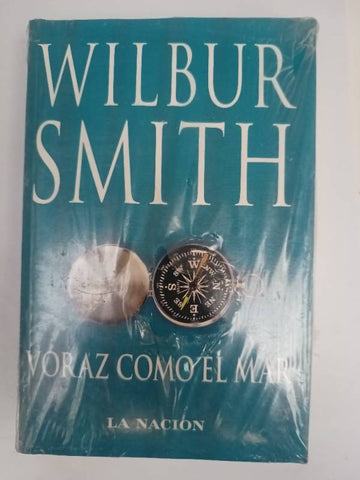 WILBUR
SMITH
W
N
E
S
VORAZ COMO EL MAR
LA NACION